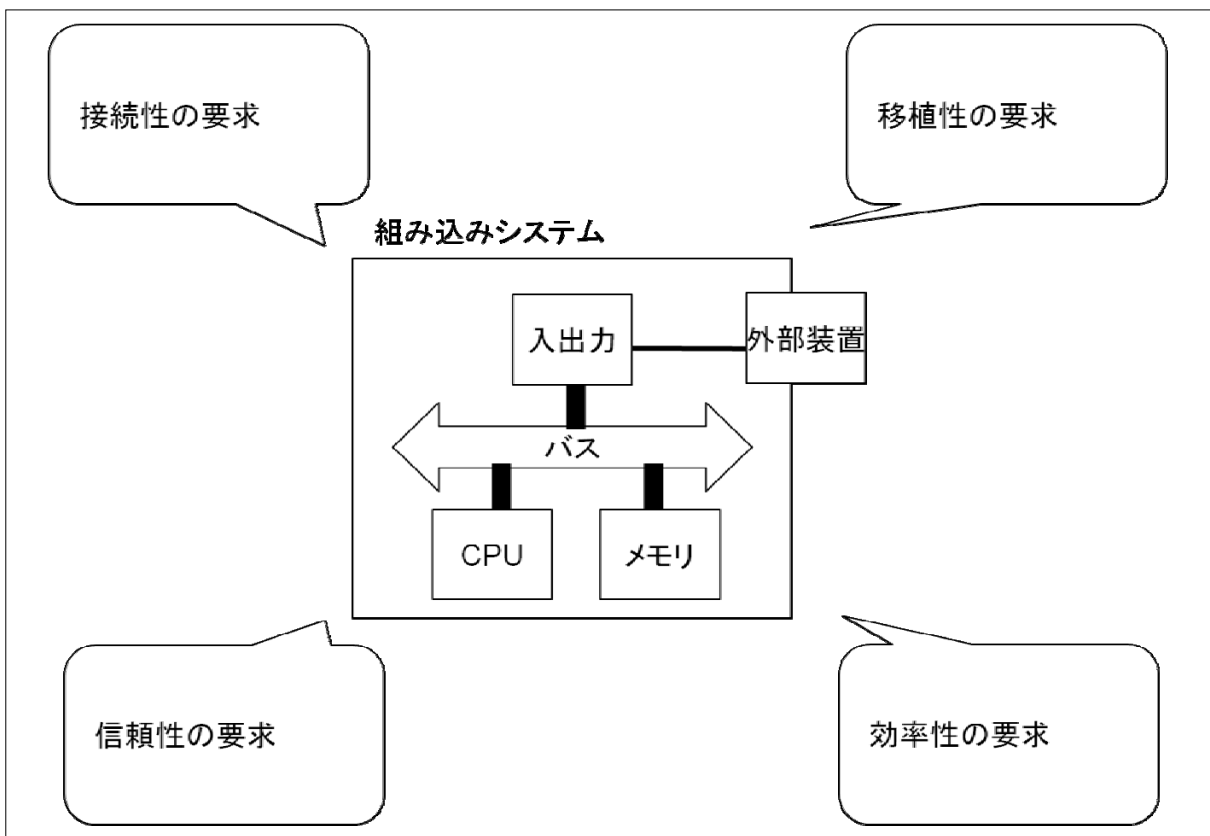 接続性の要求
移植性の要求
組み込みシステム
入出力
外部装置
バス
CPU
メモリ
信頼性の要求
効率性の要求